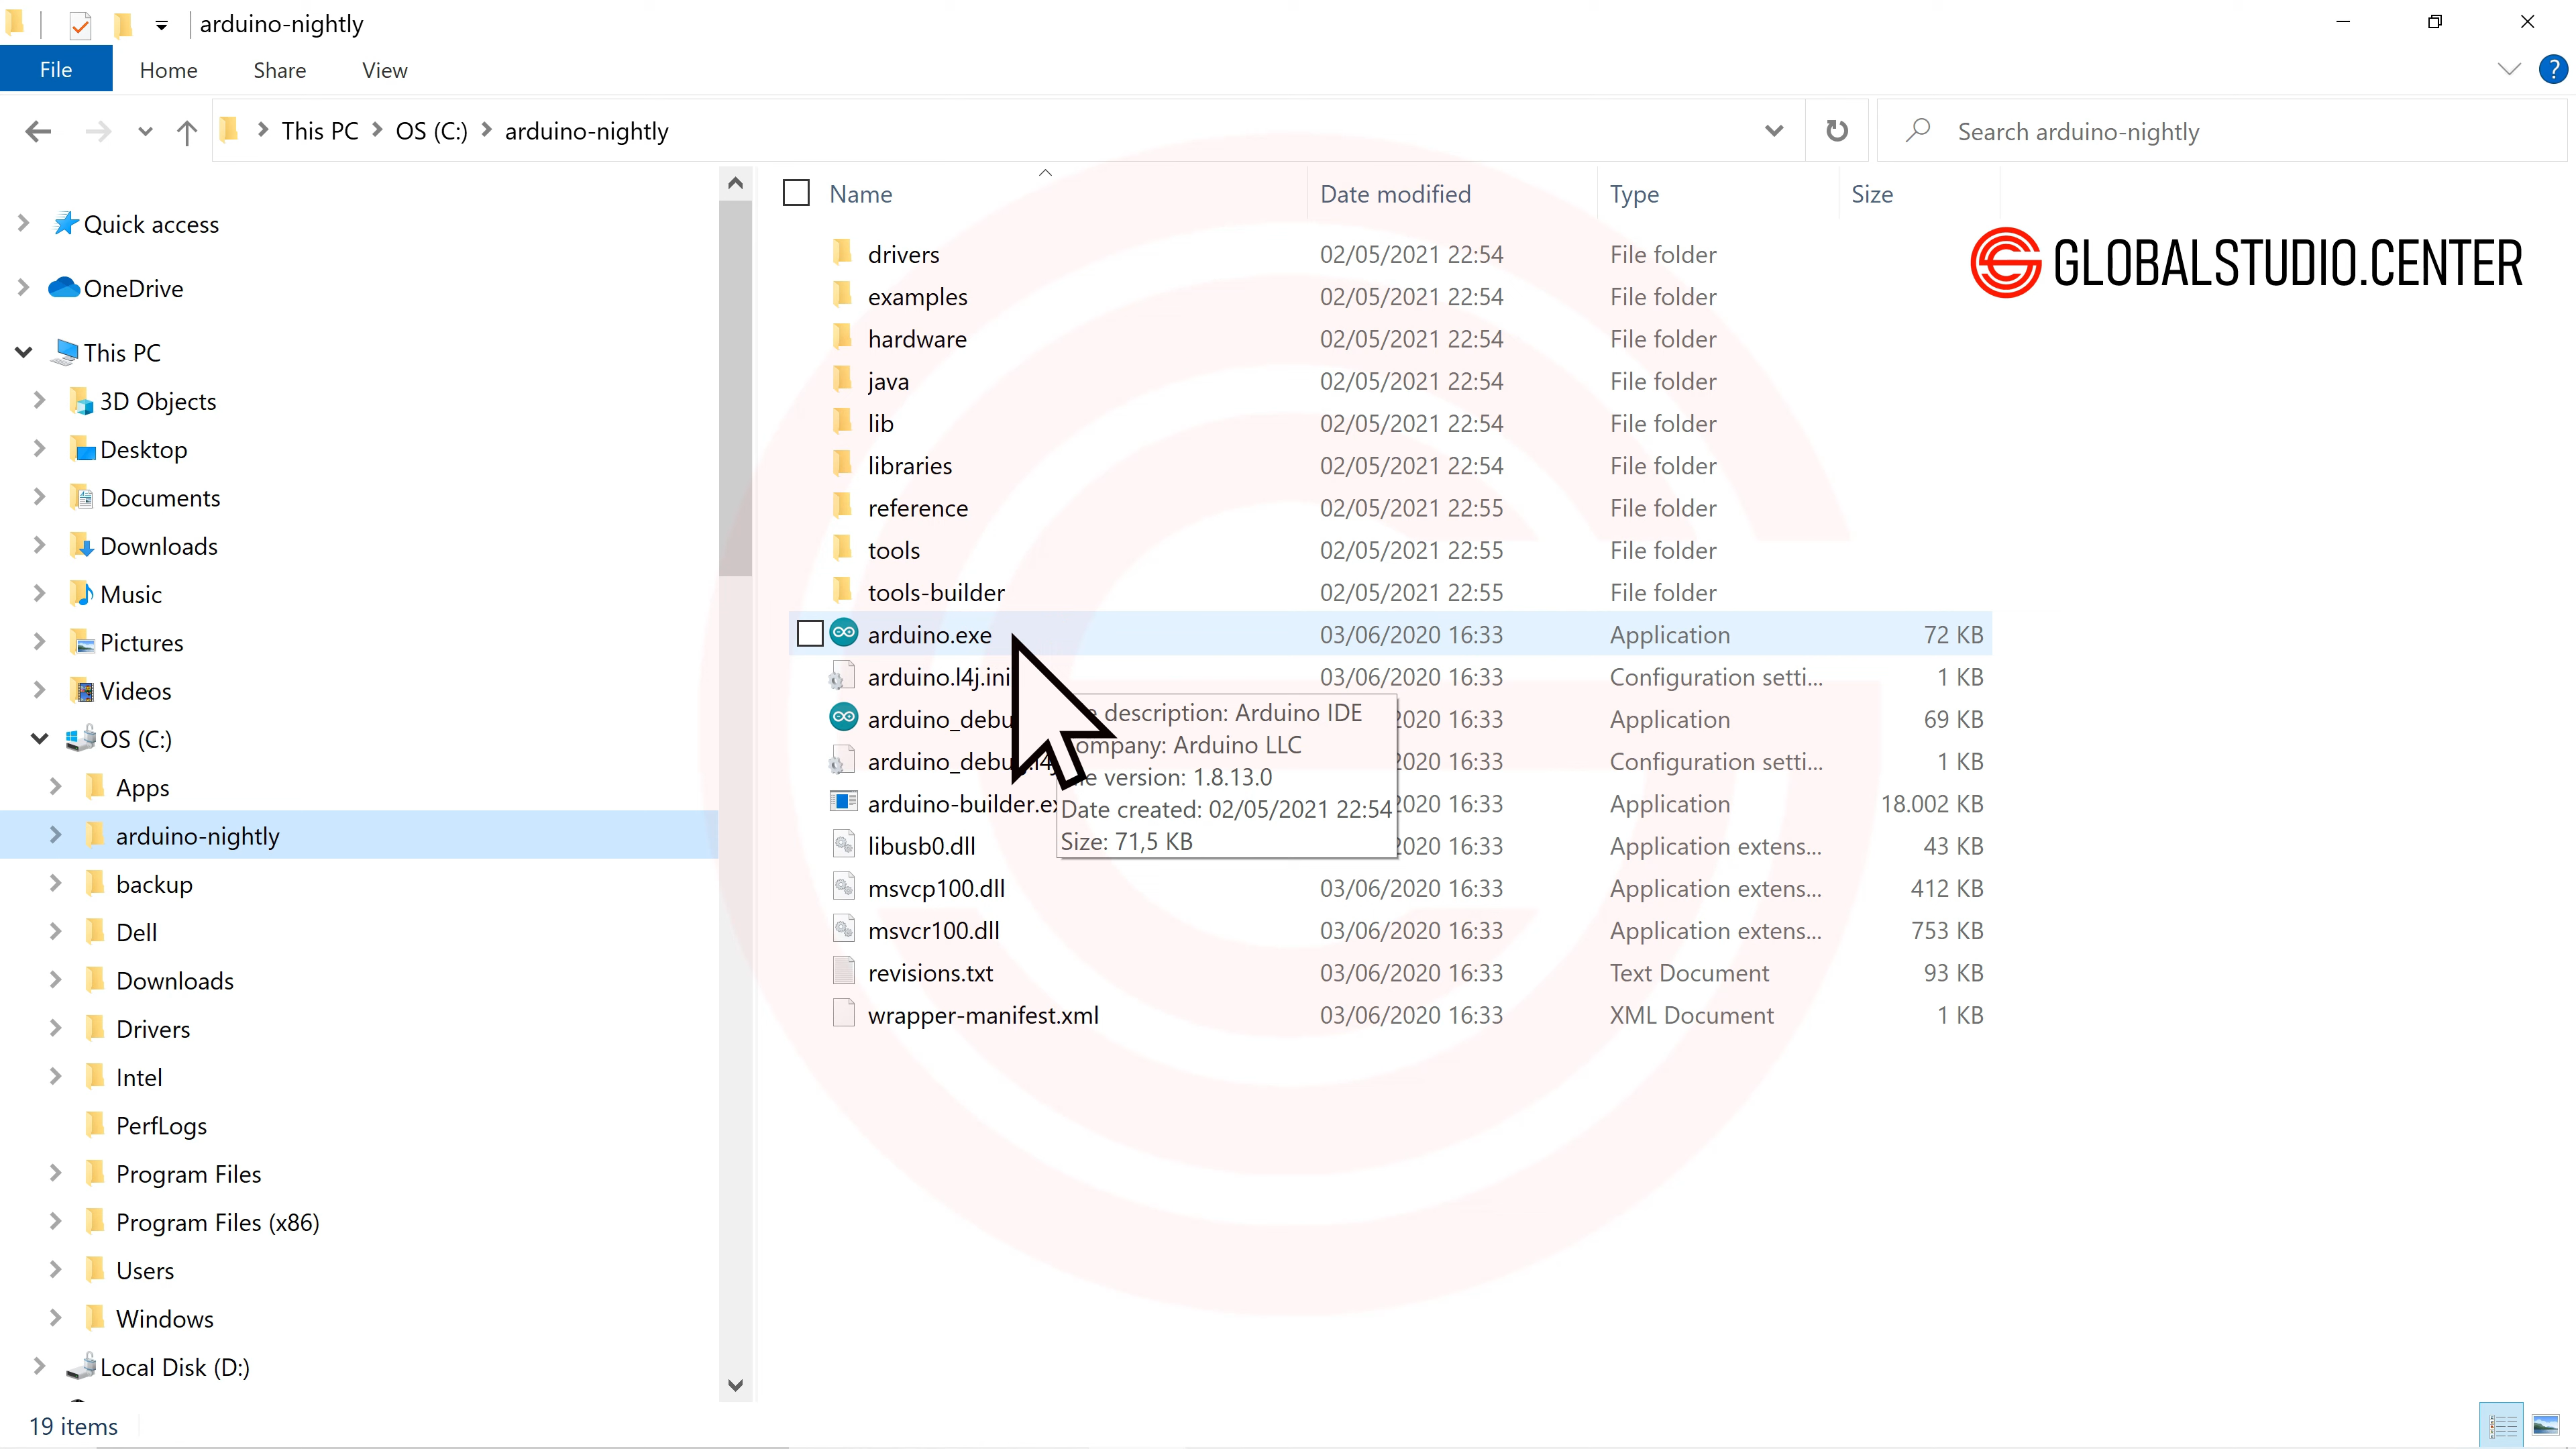 arduino-nightly
File Home Share View
This PC OS (C:) arduino-nightly
Search arduino-nightly
Quick access
OneDrive
This PC
3D Objects
Desktop
Documents
Downloads
Music
Pictures
Videos
OS (C:)
Apps
arduino-nightly
backup
Dell
Downloads
Drivers
Intel
PerfLogs
Program Files
Program Files (x86)
Users
Windows
Local Disk (D:)
Name Date modified Type Size
GLOBALSTUDIO.CENTER
drivers 02/05/2021 22:54 File folder
examples 02/05/2021 22:54 File folder
hardware 02/05/2021 22:54 File folder
java 02/05/2021 22:54 File folder
lib 02/05/2021 22:54 File folder
libraries 02/05/2021 22:54 File folder
reference 02/05/2021 22:55 File folder
tools 02/05/2021 22:55 File folder
tools-builder 02/05/2021 22:55 File folder
arduino.exe 03/06/2020 16:33 Application 72 KB
arduino.l4j.ini 03/06/2020 16:33 Configuration setti... 1 KB
2020 16:33 Application 69 KB
2020 16:33 Configuration setti... 1 KB
2020 16:33 Application 18.002 KB
libusb0.dll 2020 16:33 Application extens... 43 KB
msvcp100.dll 03/06/2020 16:33 Application extens... 412 KB
msvcr100.dll 03/06/2020 16:33 Application extens... 753 KB
revisions.txt 03/06/2020 16:33 Text Document 93 KB
wrapper-manifest.xml 03/06/2020 16:33 XML Document 1 KB
description: Arduino IDE
Arduino LLC
version: 1.8.13.0
Date created: 02/05/2021 22:54
Size: 71,5 KB
19 items